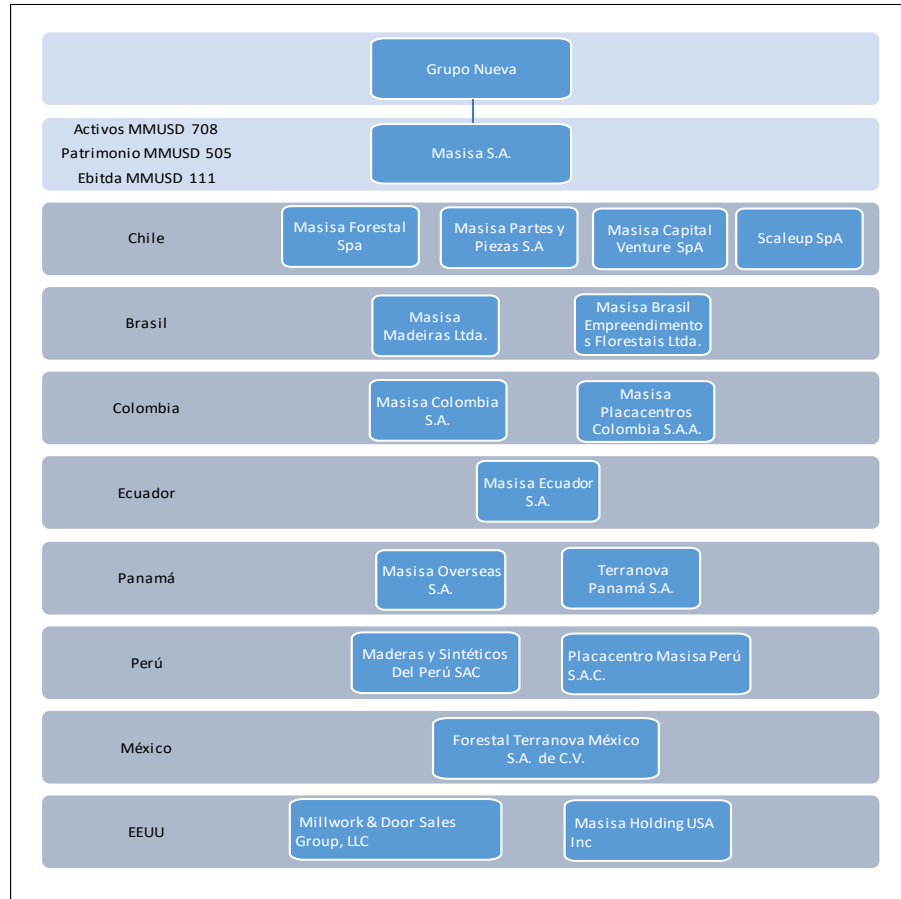 Grupo Nueva
Activos MMUSD 708
Patrimonio MMUSD 505
Ebitda MMUSD 111
Masisa S.A.
Chile
Masisa Forestal
Spa
Masisa Partes y
Piezas S.A
Masisa Capital
Venture SpA
Scaleup SpA
Brasil
Masisa
Madeiras Ltda.
Masisa Brasil
Empreendimento
s Florestais Ltda.
Colombia
Masisa Colombia
S.A.
Masisa
Placacentros
Colombia S.A.A.
Ecuador
Masisa Ecuador
S.A.
Panamá
Masisa Overseas
S.A.
Terranova
Panamá S.A.
Perú
Maderas y Sintéticos
Del Perú SAC
Placacentro Masisa Perú
S.A.C.
México
Forestal Terranova México
S.A. de C.V.
EEUU
Millwork & Door Sales
Group, LLC
Masisa Holding USA
Inc